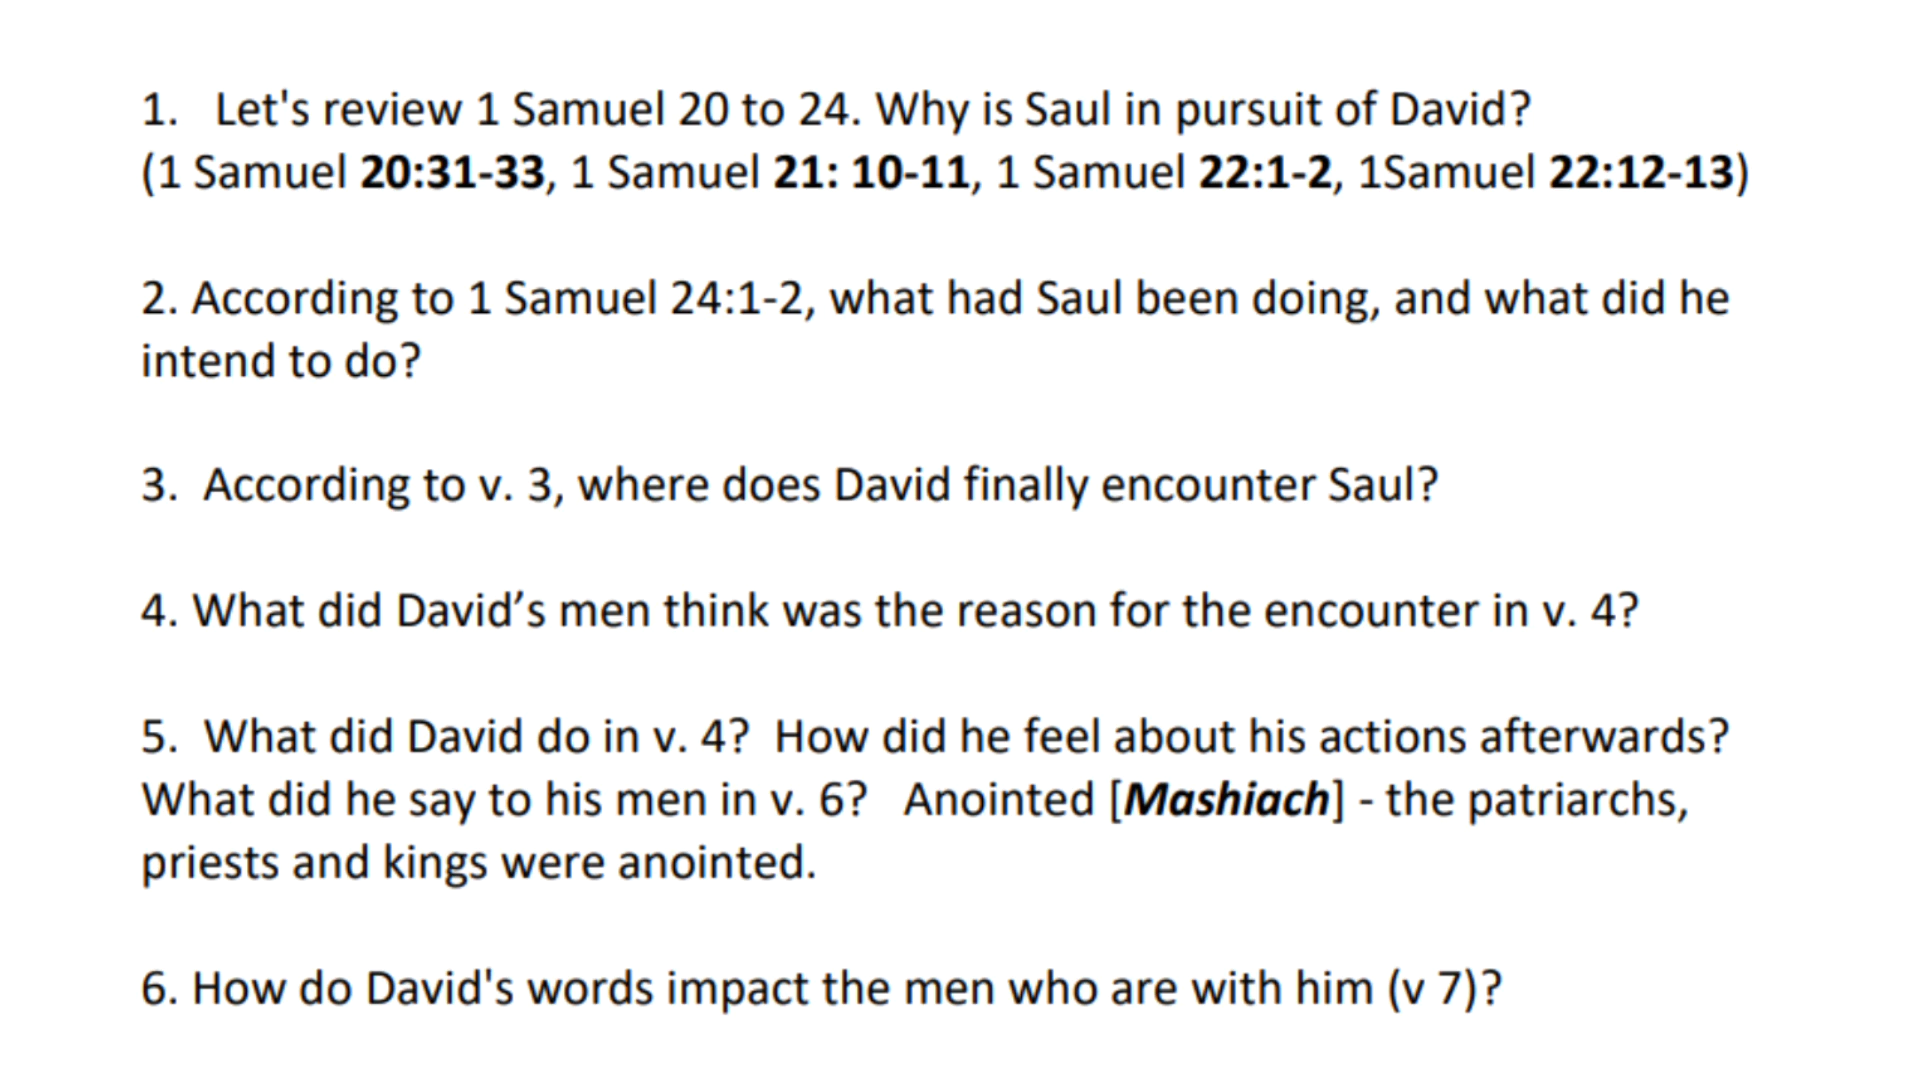 1. Let's review 1 Samuel 20 to 24. Why is Saul in pursuit of David?
(1 Samuel 20:31-33, 1 Samuel 21: 10-11, 1 Samuel 22:1-2, 1Samuel 22:12-13)
2. According to 1 Samuel 24:1-2, what had Saul been doing, and what did he
intend to do?
3. According to v. 3, where does David finally encounter Saul?
4. What did David’s men think was the reason for the encounter in v. 4?
5. What did David do in v. 4? How did he feel about his actions afterwards?
What did he say to his men in v. 6? Anointed [Mashiach] - the patriarchs,
priests and kings were anointed.
6. How do David's words impact the men who are with him (v 7)?